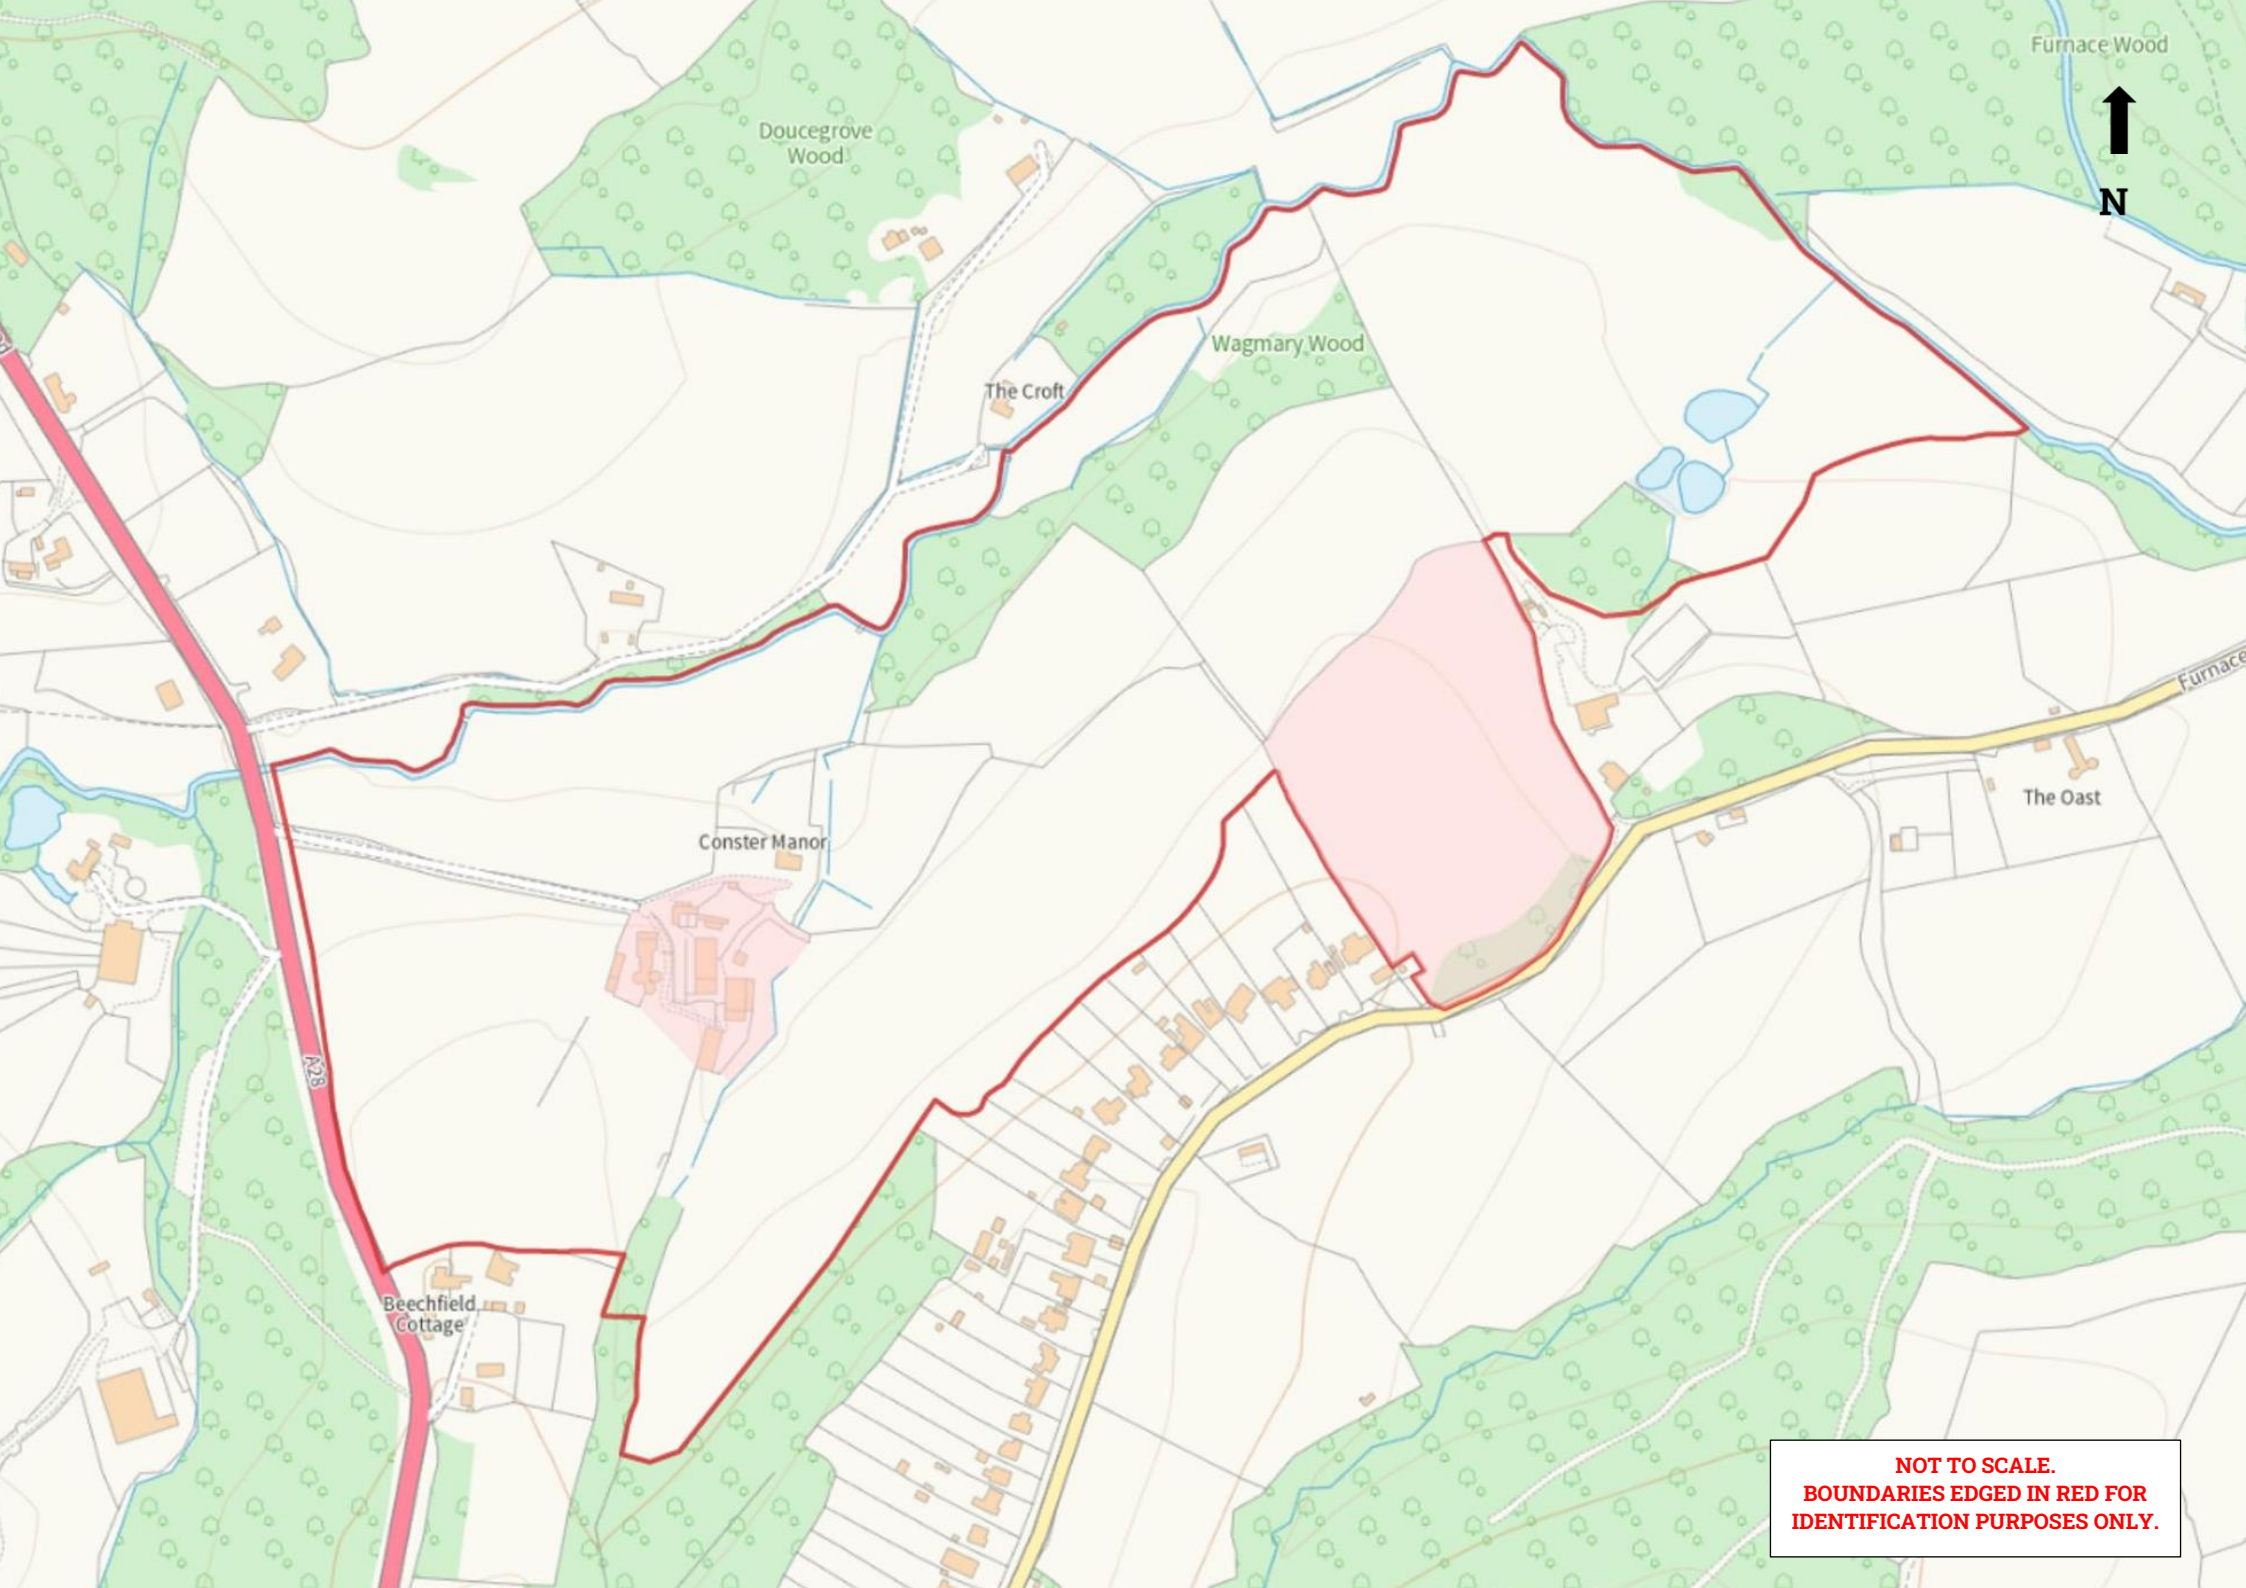 Furnace Wood
N
Doucegrove
Wood
Wagmary Wood
The Croft
Furnace
The Oast
Conster Manor
A28
Beechfield
Cottage
NOT TO SCALE.
BOUNDARIES EDGED IN RED FOR
IDENTIFICATION PURPOSES ONLY.